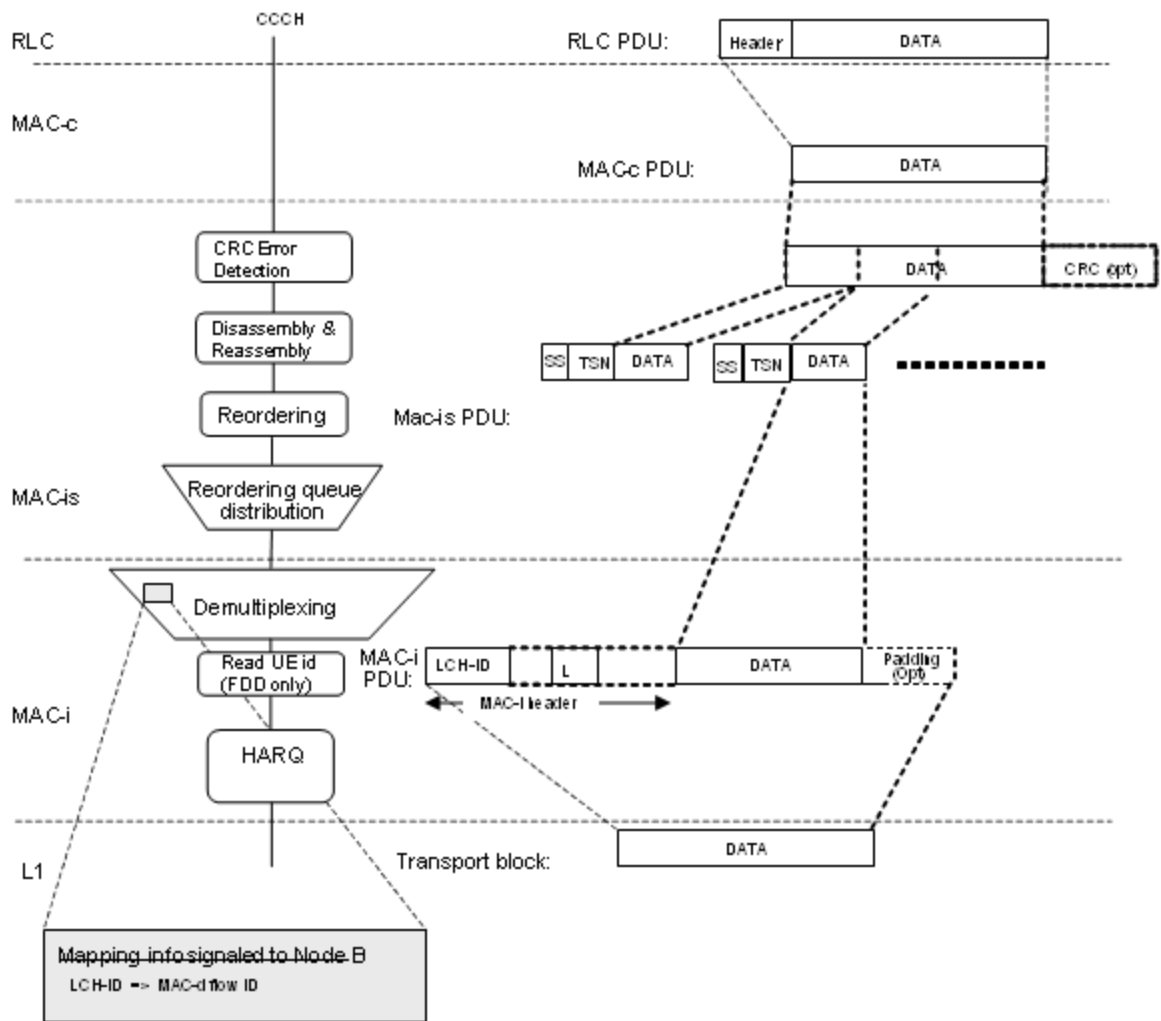 CCCH
RLC
RLC PDU:
Header
DATA
MAC-c
MAC-c PDU:
DATA
CRC Error
Detection
DATA
CRC (opt)
Disassembly &
Reassembly
SS
TSN
DATA
SS
TSN
DATA
Reordering
Mac-is PDU:
MAC-is
Reordering queue
distribution
Demultiplexing
Read UE id
(FDD only)
MAC-i
PDU:
LCH-ID
L
DATA
Padding
(Opt)
MAC-i header
MAC-i
HARQ
L1
Transport block:
DATA
Mapping info signaled to Node B
LCH-ID => MAC-d flow ID